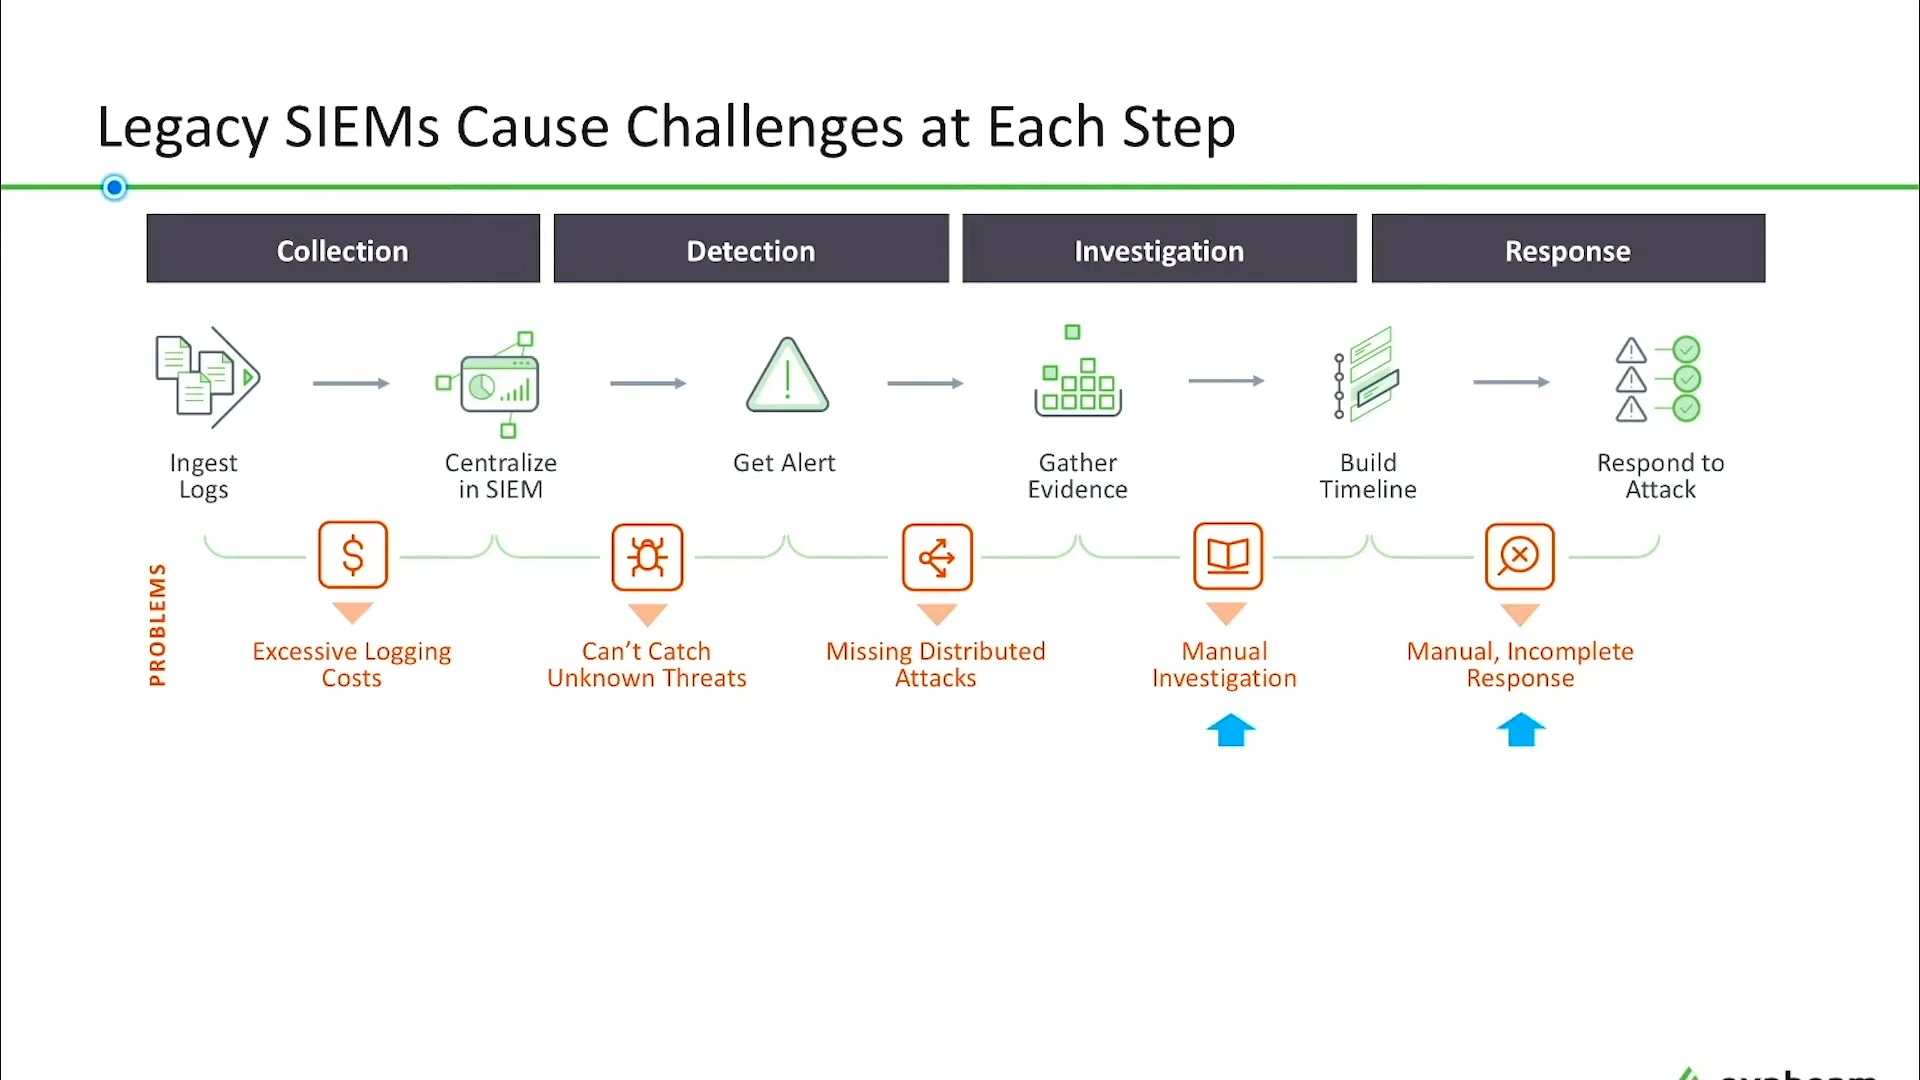 Legacy SIEMs Cause Challenges at Each Step
Collection
Detection
Investigation
Response
Ingest
Logs
Centralize
in SIEM
Get Alert
Gather
Evidence
Build
Timeline
Respond to
Attack
PROBLEMS
Excessive Logging
Costs
Can't Catch
Unknown Threats
Missing Distributed
Attacks
Manual
Investigation
Manual, Incomplete
Response